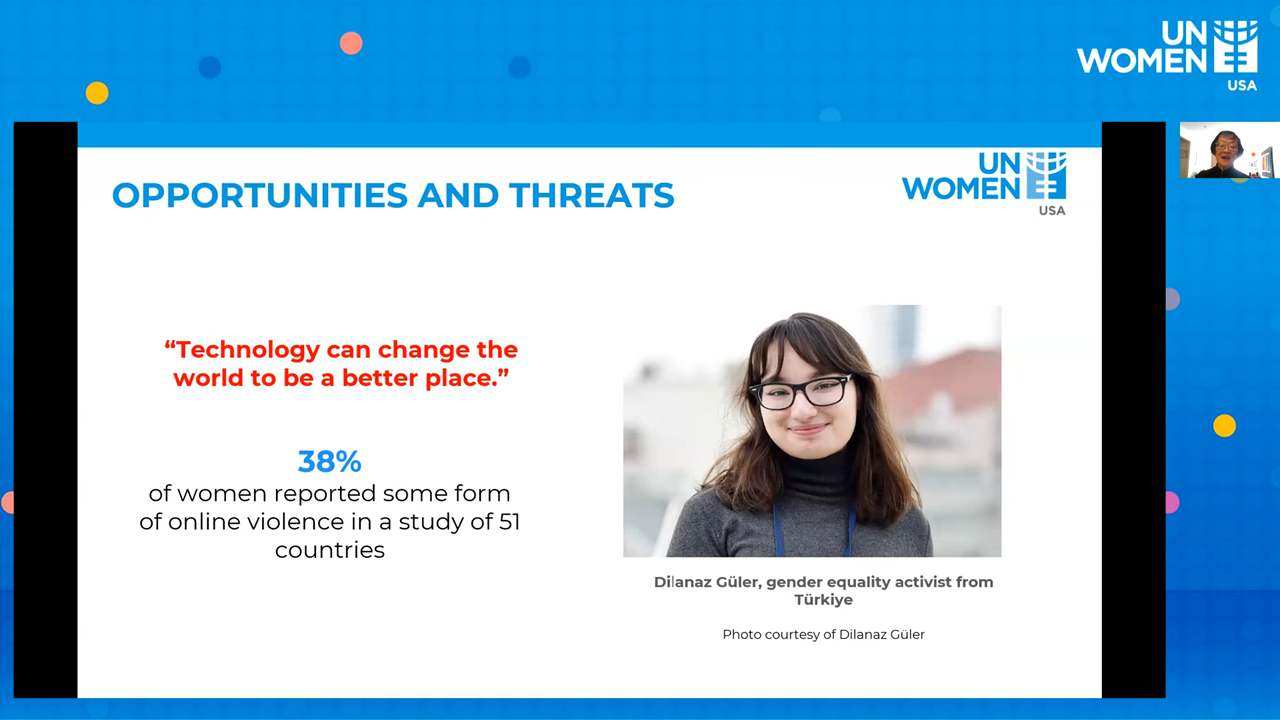 UN
WOMEN
USA
UN
WOMEN
USA
OPPORTUNITIES AND THREATS
“Technology can change the
world to be a better place.”
38%
of women reported some form
of online violence in a study of 51
countries
Dilanaz Güler, gender equality activist from
Türkiye
Photo courtesy of Dilanaz Güler